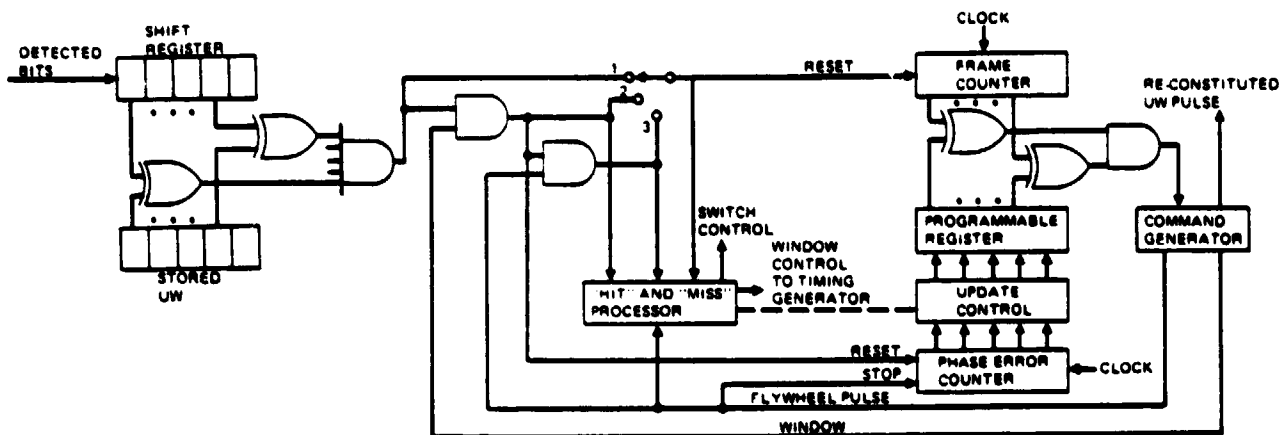 SHIFT
REGISTER
DETECTED
BITS
STORED
UW
1
2
3
RESET
CLOCK
FRAME
COUNTER
RE-CONSTITUTED
UW PULSE
PROGRAMMABLE
REGISTER
COMMAND
GENERATOR
SWITCH
CONTROL
WINDOW
CONTROL
TO TIMING
GENERATOR
"HIT" AND "MISS"
PROCESSOR
UPDATE
CONTROL
RESET
STOP
PHASE ERROR
COUNTER
CLOCK
FLYWHEEL PULSE
WINDOW